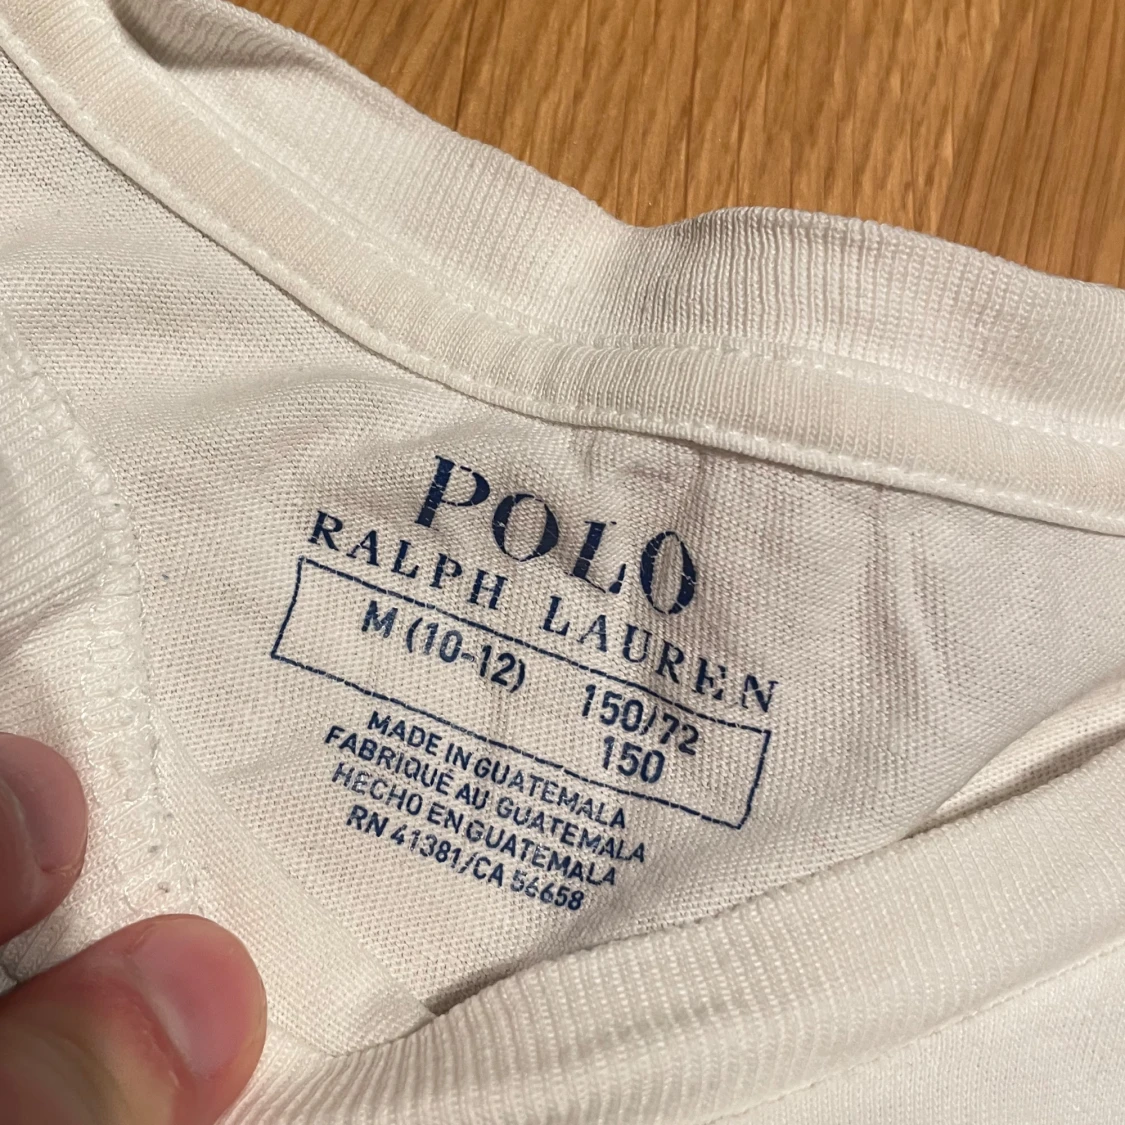 POLO
RALPH LAUREN
M (10-12) 150/72
150
MADE IN GUATEMALA
FABRIQUÉ AU GUATEMALA
HECHO EN GUATEMALA
RN 41381/CA 56658